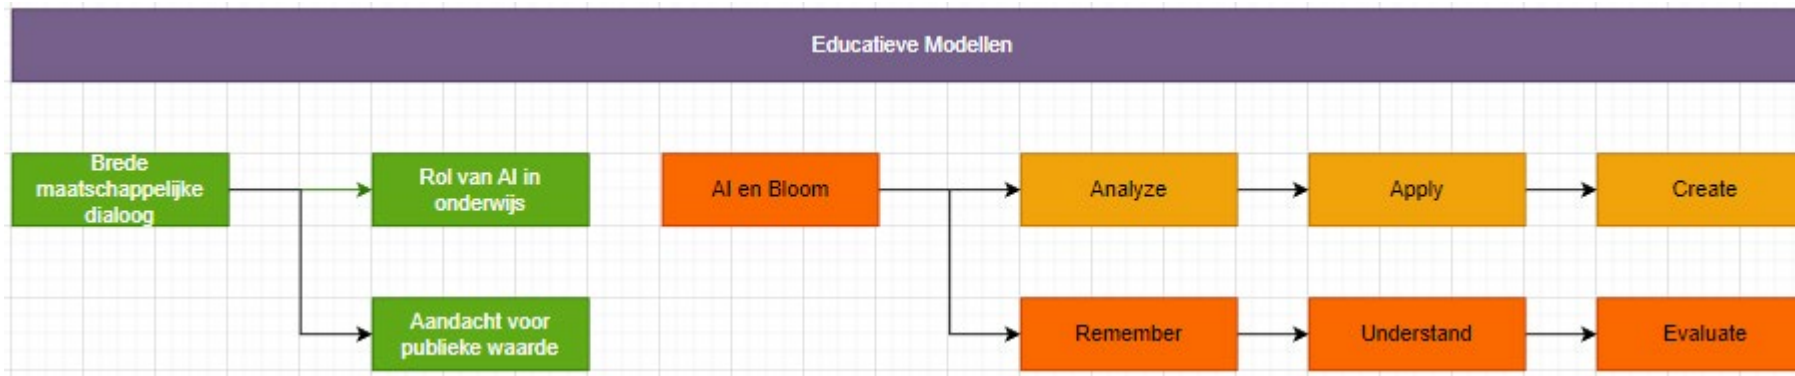 Educatieve Modellen
Brede
maatschappelijke
dialoog
Rol van AI in
onderwijs
AI en Bloom
Analyze
Apply
Create
Aandacht voor
publieke waarde
Remember
Understand
Evaluate